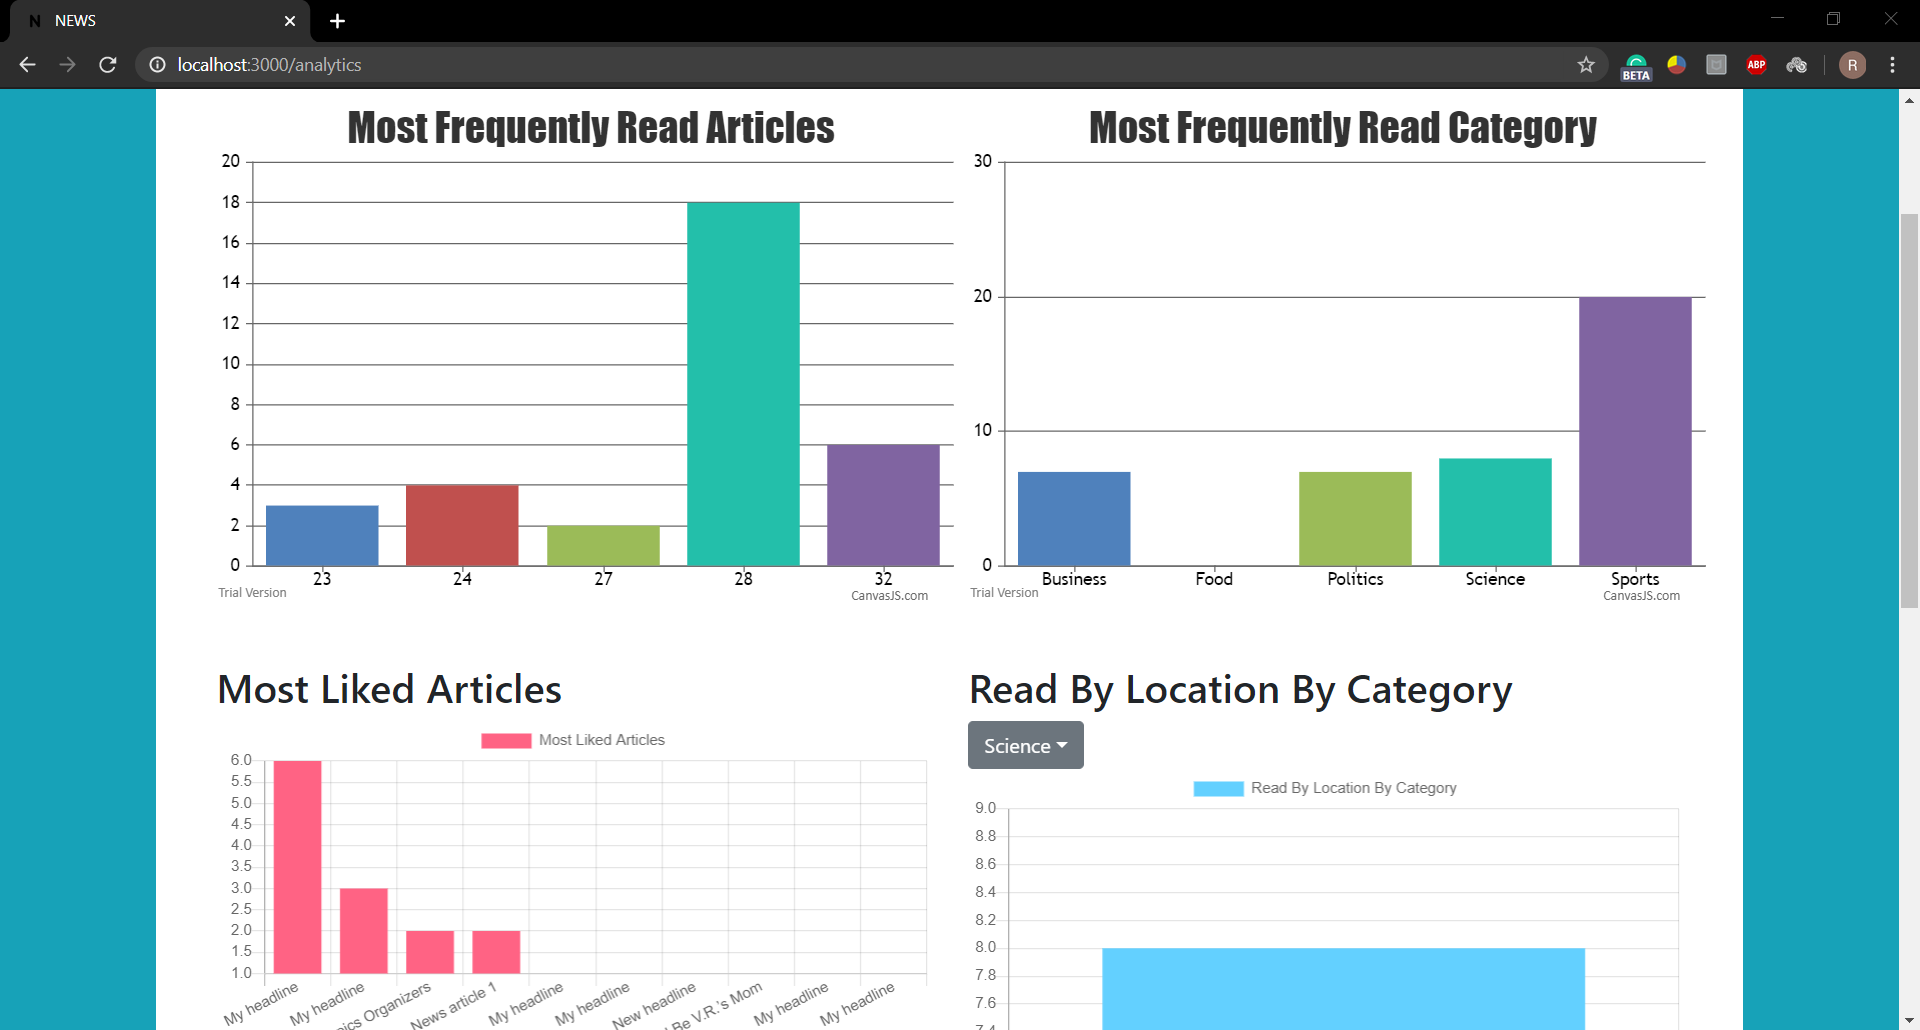 N NEWS
localhost:3000/analytics
BETA
ABP
R
Most Frequently Read Articles
20
18
16
14
12
10
8
6
4
2
0
23 24 27 28 32
Trial Version
CanvasJS.com
Most Frequently Read Category
30
20
10
0
Business Food Politics Science Sports
Trial Version
CanvasJS.com
Most Liked Articles
Most Liked Articles
6.0
5.5
5.0
4.5
4.0
3.5
3.0
2.5
2.0
1.5
1.0
My headline
My headline
Organizers
News article 1
My headline
My headline
New headline
Be V.R.'s Mom
My headline
My headline
Read By Location By Category
Science
Read By Location By Category
9.0
8.8
8.6
8.4
8.2
8.0
7.8
7.6